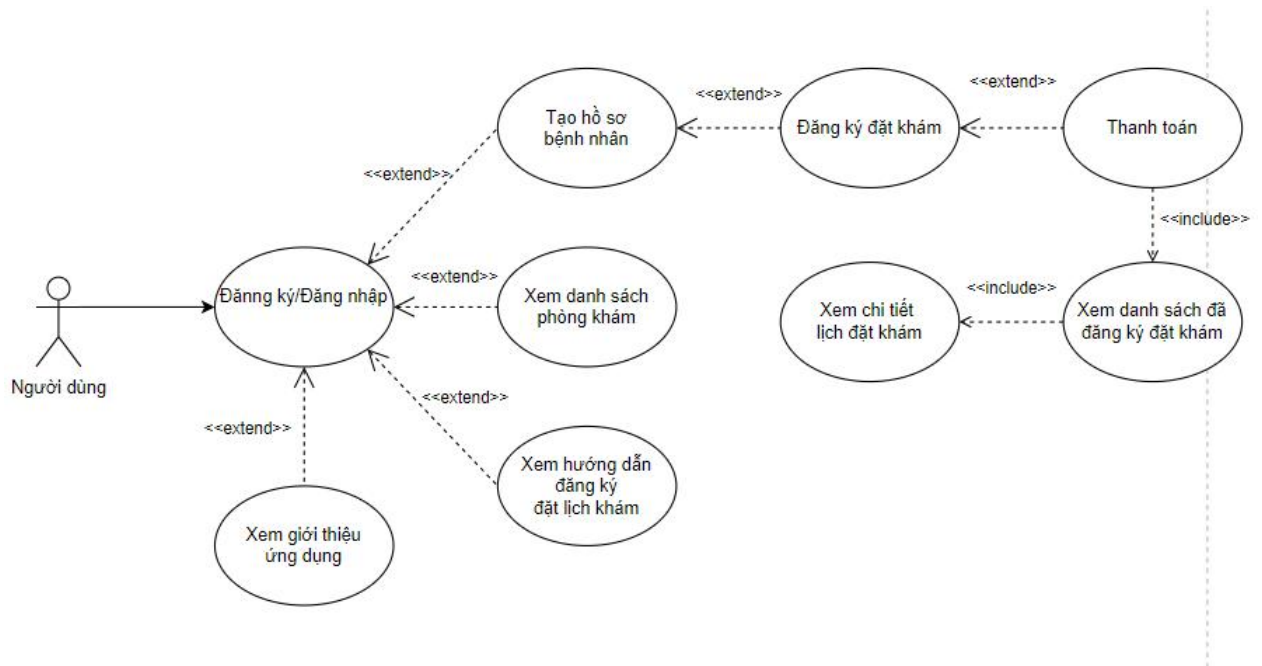 <<extend>>
<<extend>>
Tạo hồ sơ
bệnh nhân
Đăng ký đặt khám
Thanh toán
<<extend>>
<<include>>
<<extend>>
Đănng ký/Đăng nhập
Xem danh sách
phòng khám
<<include>>
Xem chi tiết
lịch đặt khám
Xem danh sách đã
đăng ký đặt khám
Người dùng
<<extend>>
<<extend>>
Xem hướng dẫn
đăng ký
đặt lịch khám
Xem giới thiệu
ứng dụng